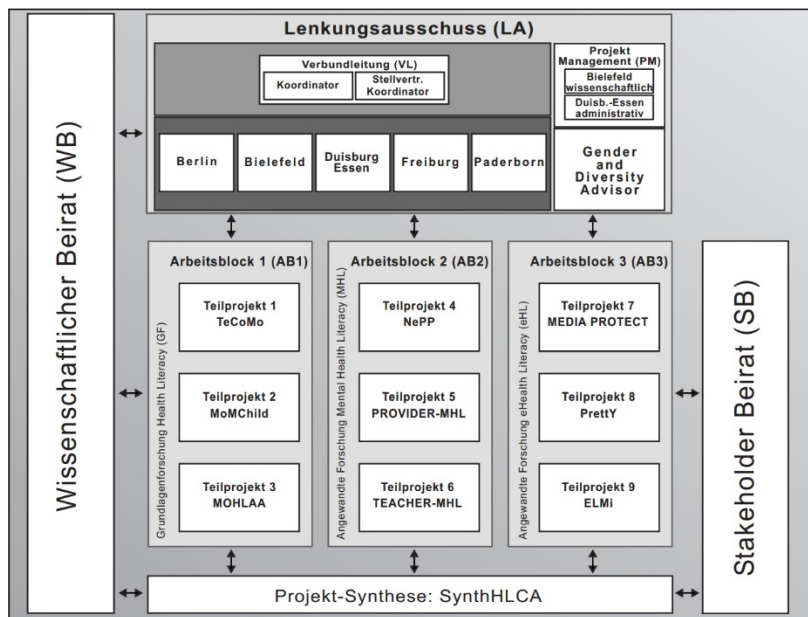 Lenkungsausschuss (LA)
Verbundleitung (VL)
Koordinator
Stellvertr.
Koordinator
Projekt
Management (PM)
Bielefeld
wissenschaftlich
Duisb.-Essen
administrativ
Berlin
Bielefeld
Duisburg
Essen
Freiburg
Paderborn
Gender
and
Diversity
Advisor
Wissenschaftlicher Beirat (WB)
Arbeitsblock 1 (AB1)
Grundlagenforschung Health Literacy (GF)
Teilprojekt 1
TeCoMo
Teilprojekt 2
MoMChild
Teilprojekt 3
MOHLAA
Arbeitsblock 2 (AB2)
Angewandte Forschung Mental Health Literacy (MHL)
Teilprojekt 4
NePP
Teilprojekt 5
PROVIDER-MHL
Teilprojekt 6
TEACHER-MHL
Arbeitsblock 3 (AB3)
Angewandte Forschung eHealth Literacy (eHL)
Teilprojekt 7
MEDIA PROTECT
Teilprojekt 8
PrettY
Teilprojekt 9
ELMi
Stakeholder Beirat (SB)
Projekt-Synthese: SynthHLCA